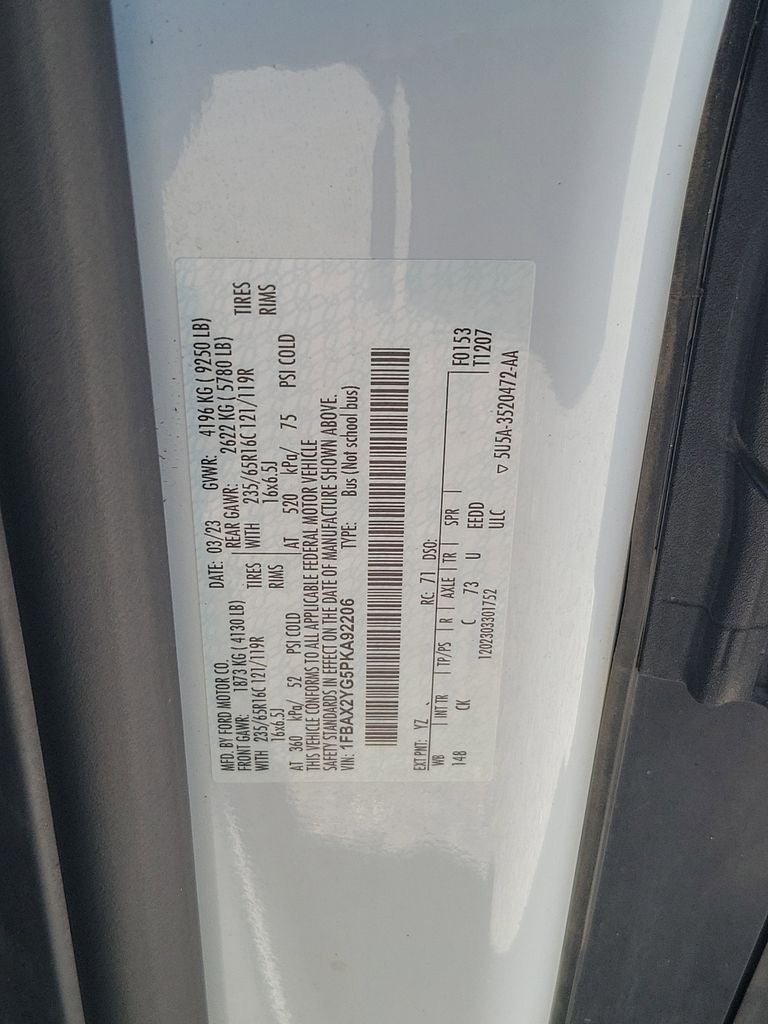 MFD. BY FORD MOTOR CO. DATE: 03/23 GVWR: 4196 KG ( 9250 LB)
FRONT GAWR: 1873 KG ( 4130 LB) REAR GAWR: 2622 KG ( 5780 LB)
WITH 235/65R16C 121/119R TIRES WITH 235/65R16C 121/119R TIRES
16x6.5J RIMS 16x6.5J RIMS
AT 360 kPa/ 52 PSI COLD AT 520 kPa/ 75 PSI COLD
THIS VEHICLE CONFORMS TO ALL APPLICABLE FEDERAL MOTOR VEHICLE
SAFETY STANDARDS IN EFFECT ON THE DATE OF MANUFACTURE SHOWN ABOVE.
VIN: 1FBAX2YG5PKA92206 TYPE: Bus (Not school bus)
EXT PNT: YZ RC: 71 DSO:
WB INT TR TP/PS R AXLE TR SPR F0153
148 CK C 73 U EEDD T1207
1202303301752 ULC ▽ 5U5A-3520472-AA